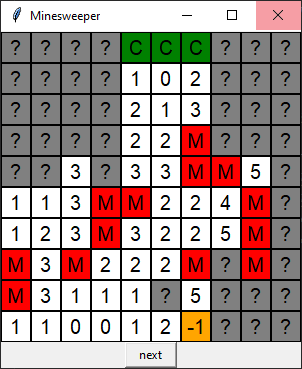 Minesweeper
? ? ? ? C C C ? ? ?
? ? ? ? 1 0 2 ? ? ?
? ? ? ? 2 1 3 ? ? ?
? ? ? ? 2 2 M ? ? ?
? ? 3 ? 3 3 M M 5 ?
1 1 3 M M 2 2 4 M ?
1 2 3 M 3 2 2 5 M ?
M 3 M 2 2 2 M ? M ?
M 3 1 1 1 ? 5 ? ? ?
1 1 0 0 1 2 -1 ? ? ?
next